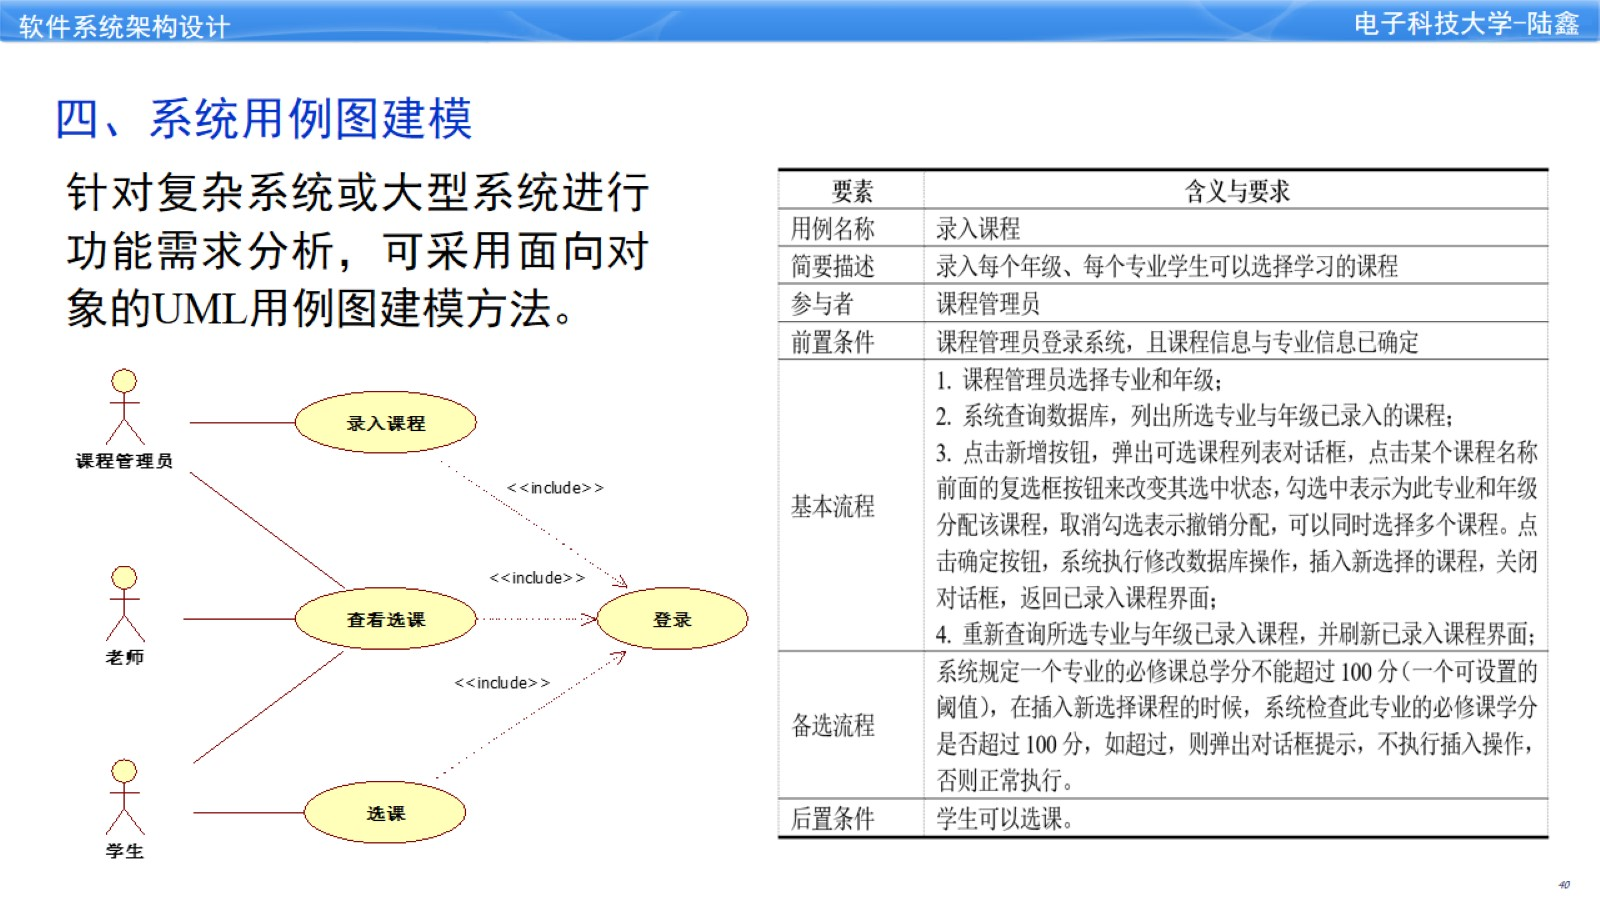 软件系统架构设计
电子科技大学-陆鑫
四、系统用例图建模
针对复杂系统或大型系统进行
功能需求分析，可采用面向对
象的UML用例图建模方法。
课程管理员
老师
学生
录入课程
查看选课
选课
登录
<<include>>
<<include>>
<<include>>
要素 含义与要求
用例名称 录入课程
简要描述 录入每个年级、每个专业学生可以选择学习的课程
参与者 课程管理员
前置条件 课程管理员登录系统，且课程信息与专业信息已确定
基本流程
1. 课程管理员选择专业和年级；
2. 系统查询数据库，列出所选专业与年级已录入的课程；
3. 点击新增按钮，弹出可选课程列表对话框，点击某个课程名称
前面的复选框按钮来改变其选中状态，勾选中表示为此专业和年级
分配该课程，取消勾选表示撤销分配，可以同时选择多个课程。点
击确定按钮，系统执行修改数据库操作，插入新选择的课程，关闭
对话框，返回已录入课程界面；
4. 重新查询所选专业与年级已录入课程，并刷新已录入课程界面；
备选流程
系统规定一个专业的必修课总学分不能超过 100 分（一个可设置的
阈值），在插入新选择课程的时候，系统检查此专业的必修课学分
是否超过 100 分，如超过，则弹出对话框提示，不执行插入操作，
否则正常执行。
后置条件 学生可以选课。
40